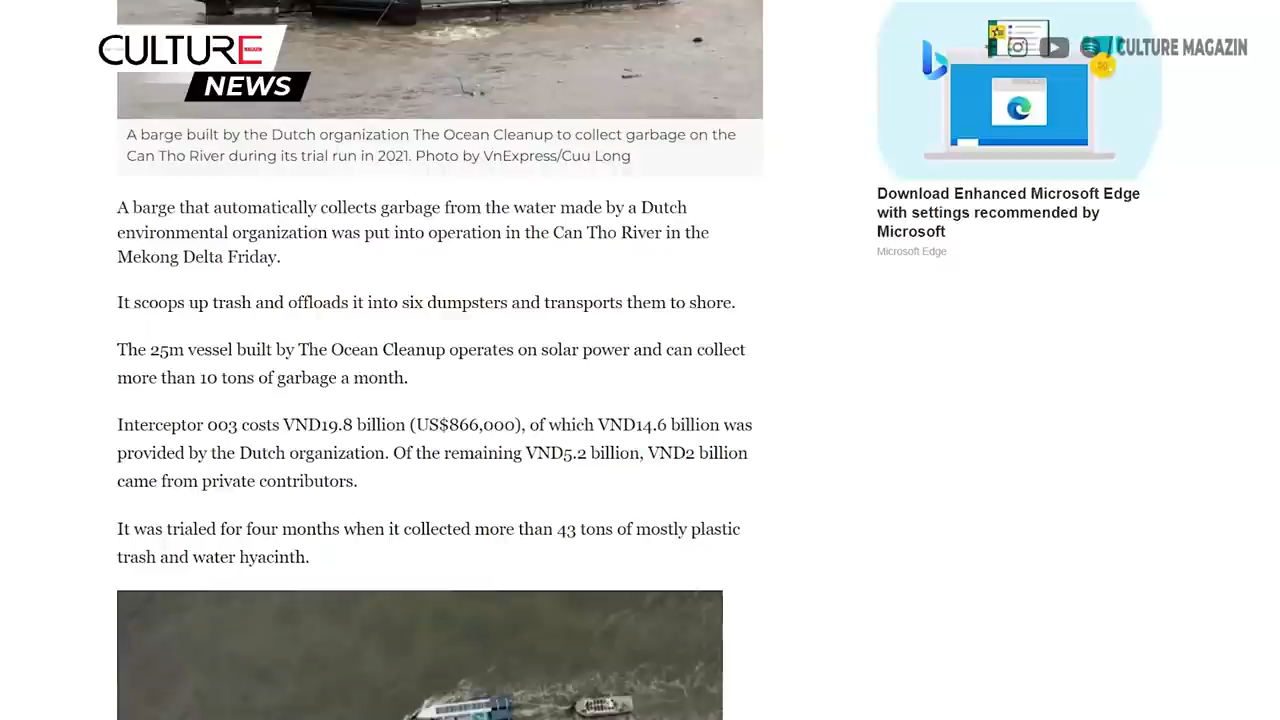 CULTURE
MAGAZIN
NEWS
/ CULTURE MAGAZIN
A barge built by the Dutch organization The Ocean Cleanup to collect garbage on the
Can Tho River during its trial run in 2021. Photo by VnExpress/Cuu Long
A barge that automatically collects garbage from the water made by a Dutch
environmental organization was put into operation in the Can Tho River in the
Mekong Delta Friday.
It scoops up trash and offloads it into six dumpsters and transports them to shore.
The 25m vessel built by The Ocean Cleanup operates on solar power and can collect
more than 10 tons of garbage a month.
Interceptor 003 costs VND19.8 billion (US$866,000), of which VND14.6 billion was
provided by the Dutch organization. Of the remaining VND5.2 billion, VND2 billion
came from private contributors.
It was trialed for four months when it collected more than 43 tons of mostly plastic
trash and water hyacinth.
Download Enhanced Microsoft Edge
with settings recommended by
Microsoft
Microsoft Edge